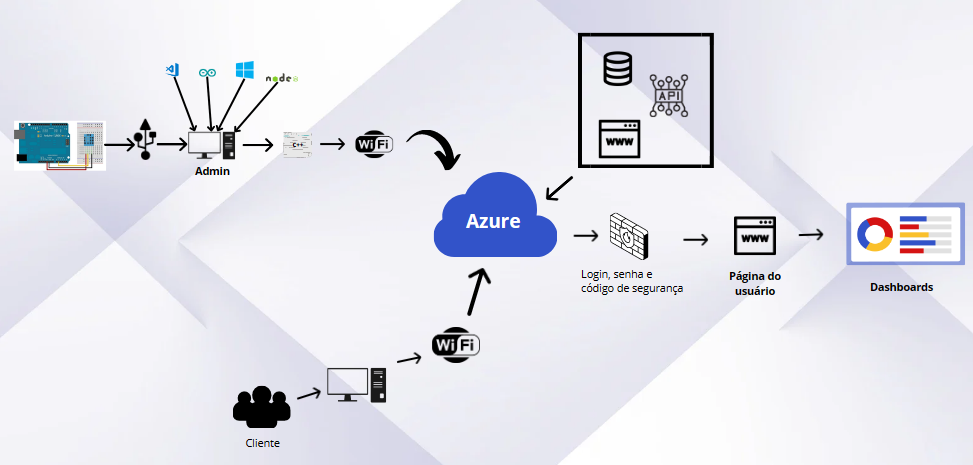 node
Admin
C++
WiFi
API
www
Azure
Login, senha e
código de segurança
www
Página do
usuário
Dashboards
WiFi
Cliente